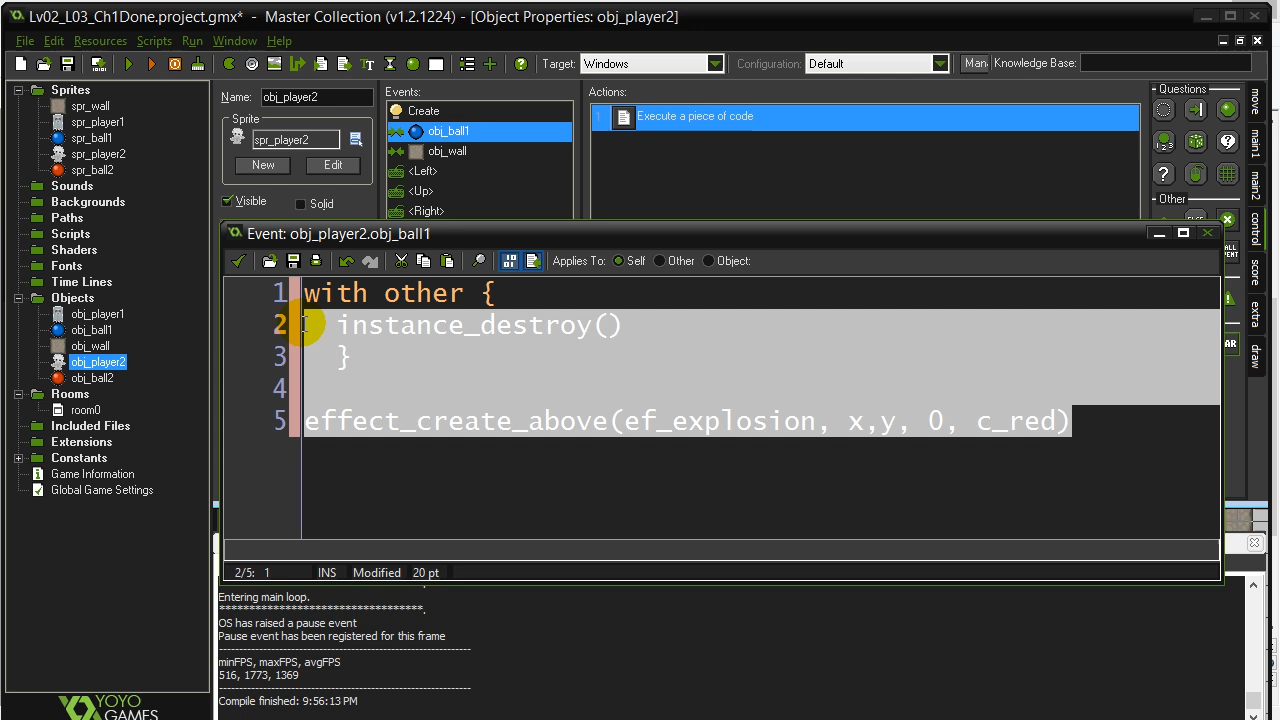 Lv02_L03_Ch1Done.project.gmx* - Master Collection (v1.2.1224) - [Object Properties: obj_player2]
File Edit Resources Scripts Run Window Help
Target: Windows Configuration: Default Man Knowledge Base:
Sprites
spr_wall
spr_player1
spr_ball1
spr_player2
spr_ball2
Sounds
Backgrounds
Paths
Scripts
Shaders
Fonts
Time Lines
Objects
obj_player1
obj_ball1
obj_wall
obj_player2
obj_ball2
Rooms
room0
Included Files
Extensions
Constants
Game Information
Global Game Settings
YOYO
GAMES
Name: obj_player2
Sprite
spr_player2
New Edit
Visible Solid
Events:
Create
obj_ball1
obj_wall
<Left>
<Up>
<Right>
Actions:
1 Execute a piece of code
Questions
Other
move
main1
main2
control
score
extra
draw
Event: obj_player2.obj_ball1
Applies To: Self Other Object:
1 with other {
2 instance_destroy()
3 }
4
5 effect_create_above(ef_explosion, x,y, 0, c_red)
2/5: 1 INS Modified 20 pt
Entering main loop.
OS has raised a pause event
Pause event has been registered for this frame
minFPS, maxFPS, avgFPS
516, 1773, 1369
Compile finished: 9:56:13 PM